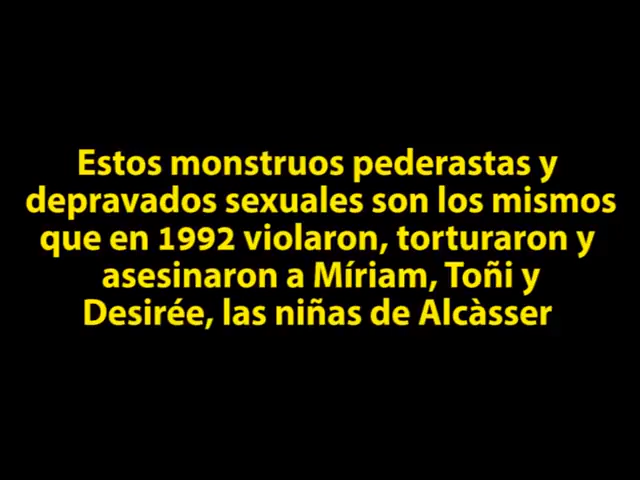 Estos monstruos pederastas y
depravados sexuales son los mismos
que en 1992 violaron, torturaron y
asesinaron a Míriam, Toñi y
Desirée, las niñas de Alcàsser